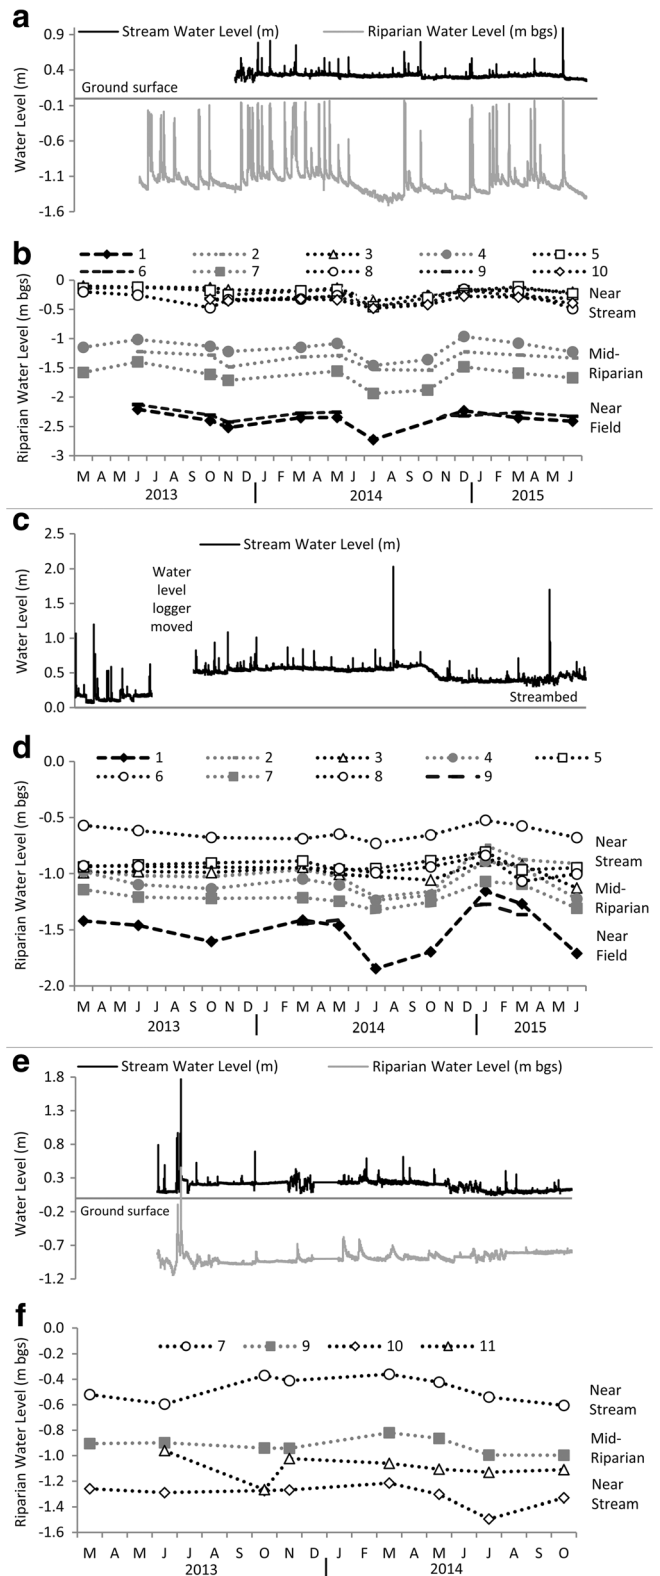 a
Stream Water Level (m) Riparian Water Level (m bgs)
0.9
0.4
Ground surface
-0.1
-0.6
-1.1
-1.6
Water Level (m)
b
1 2 3 4 5
6 7 8 9 10
0
-0.5
-1
-1.5
-2
-2.5
-3
Riparian Water Level (m bgs)
Near
Stream
Mid-
Riparian
Near
Field
M A M J J A S O N D J F M A M J J A S O N D J F M A M J
2013 2014 2015
c
Stream Water Level (m)
2.5
2.0
1.5
1.0
0.5
0.0
Water Level (m)
Water
level
logger
moved
Streambed
d
1 2 3 4 5
6 7 8 9
0.0
-0.5
-1.0
-1.5
-2.0
Riparian Water Level (m bgs)
Near
Stream
Mid-
Riparian
Near
Field
M A M J J A S O N D J F M A M J J A S O N D J F M A M J
2013 2014 2015
e
Stream Water Level (m) Riparian Water Level (m bgs)
1.8
1.3
0.8
0.3
-0.2
-0.7
-1.2
Water Level (m)
Ground surface
f
7 9 10 11
0.0
-0.2
-0.4
-0.6
-0.8
-1.0
-1.2
-1.4
-1.6
Riparian Water Level (m bgs)
Near
Stream
Mid-
Riparian
Near
Stream
M A M J J A S O N D J F M A M J J A S O
2013 2014